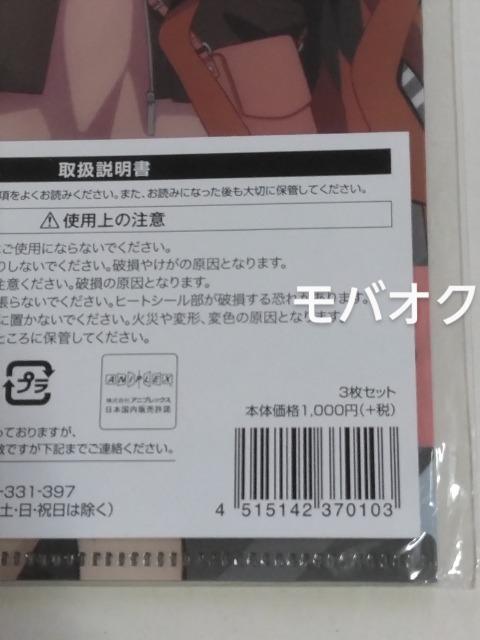 取扱説明書
項をよくお読みください。また、お読みになった後も大切に保管してください。
⚠使用上の注意
はご使用にならないでください。
りしないでください。破損やけがの原因となります。
注意ください。破損の原因となります。
張らないでください。ヒートシール部が破損する恐れがあります。
に置かないでください。火災や変形、変色の原因となります。
ところに保管してください。
モバオク
プラ
ANIPLEX
株式会社アニプレックス
日本国内販売許諾
3枚セット
本体価格1,000円(+税)
っておりますが、
数ですが下記までご連絡ください。
-331-397
土・日・祝日は除く)
4 515142 370103